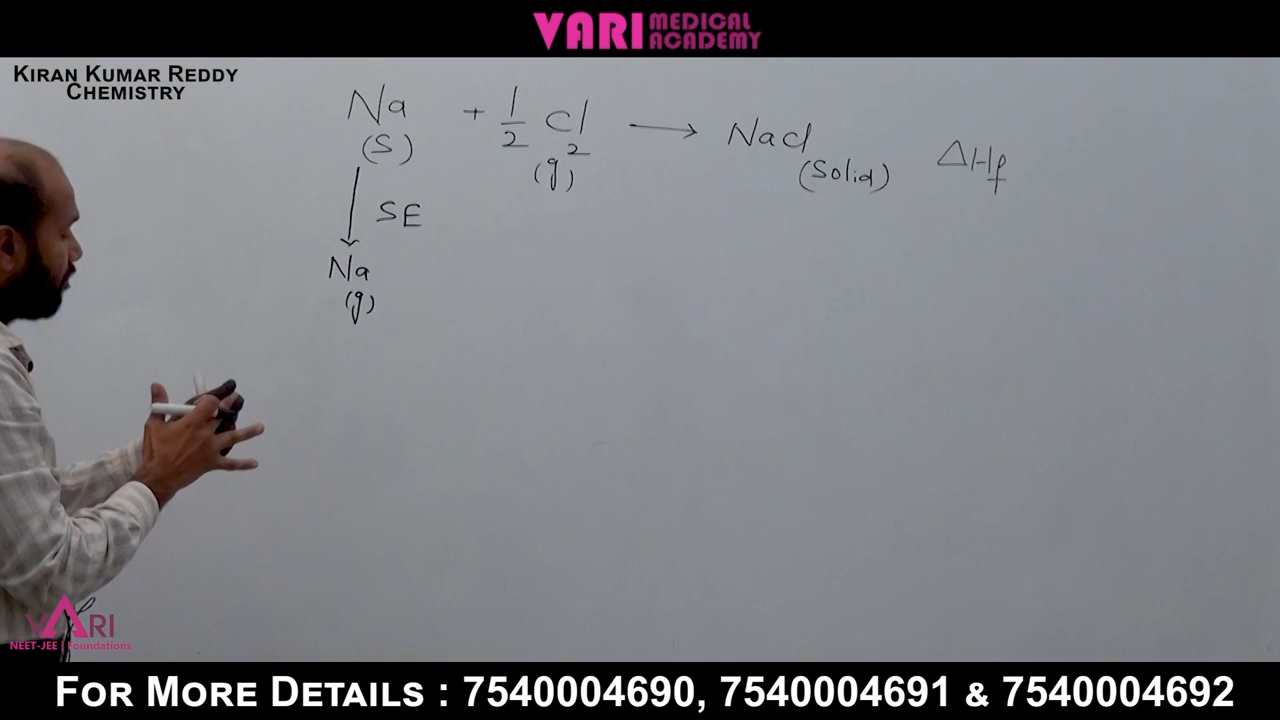 VARI MEDICAL ACADEMY
KIRAN KUMAR REDDY
CHEMISTRY
Na (s) + 1/2 Cl2 (g) → NaCl (Solid) ΔHf
↓ SE
Na
(g)
VARI
NEET-JEE | Foundations
FOR MORE DETAILS : 7540004690, 7540004691 & 7540004692